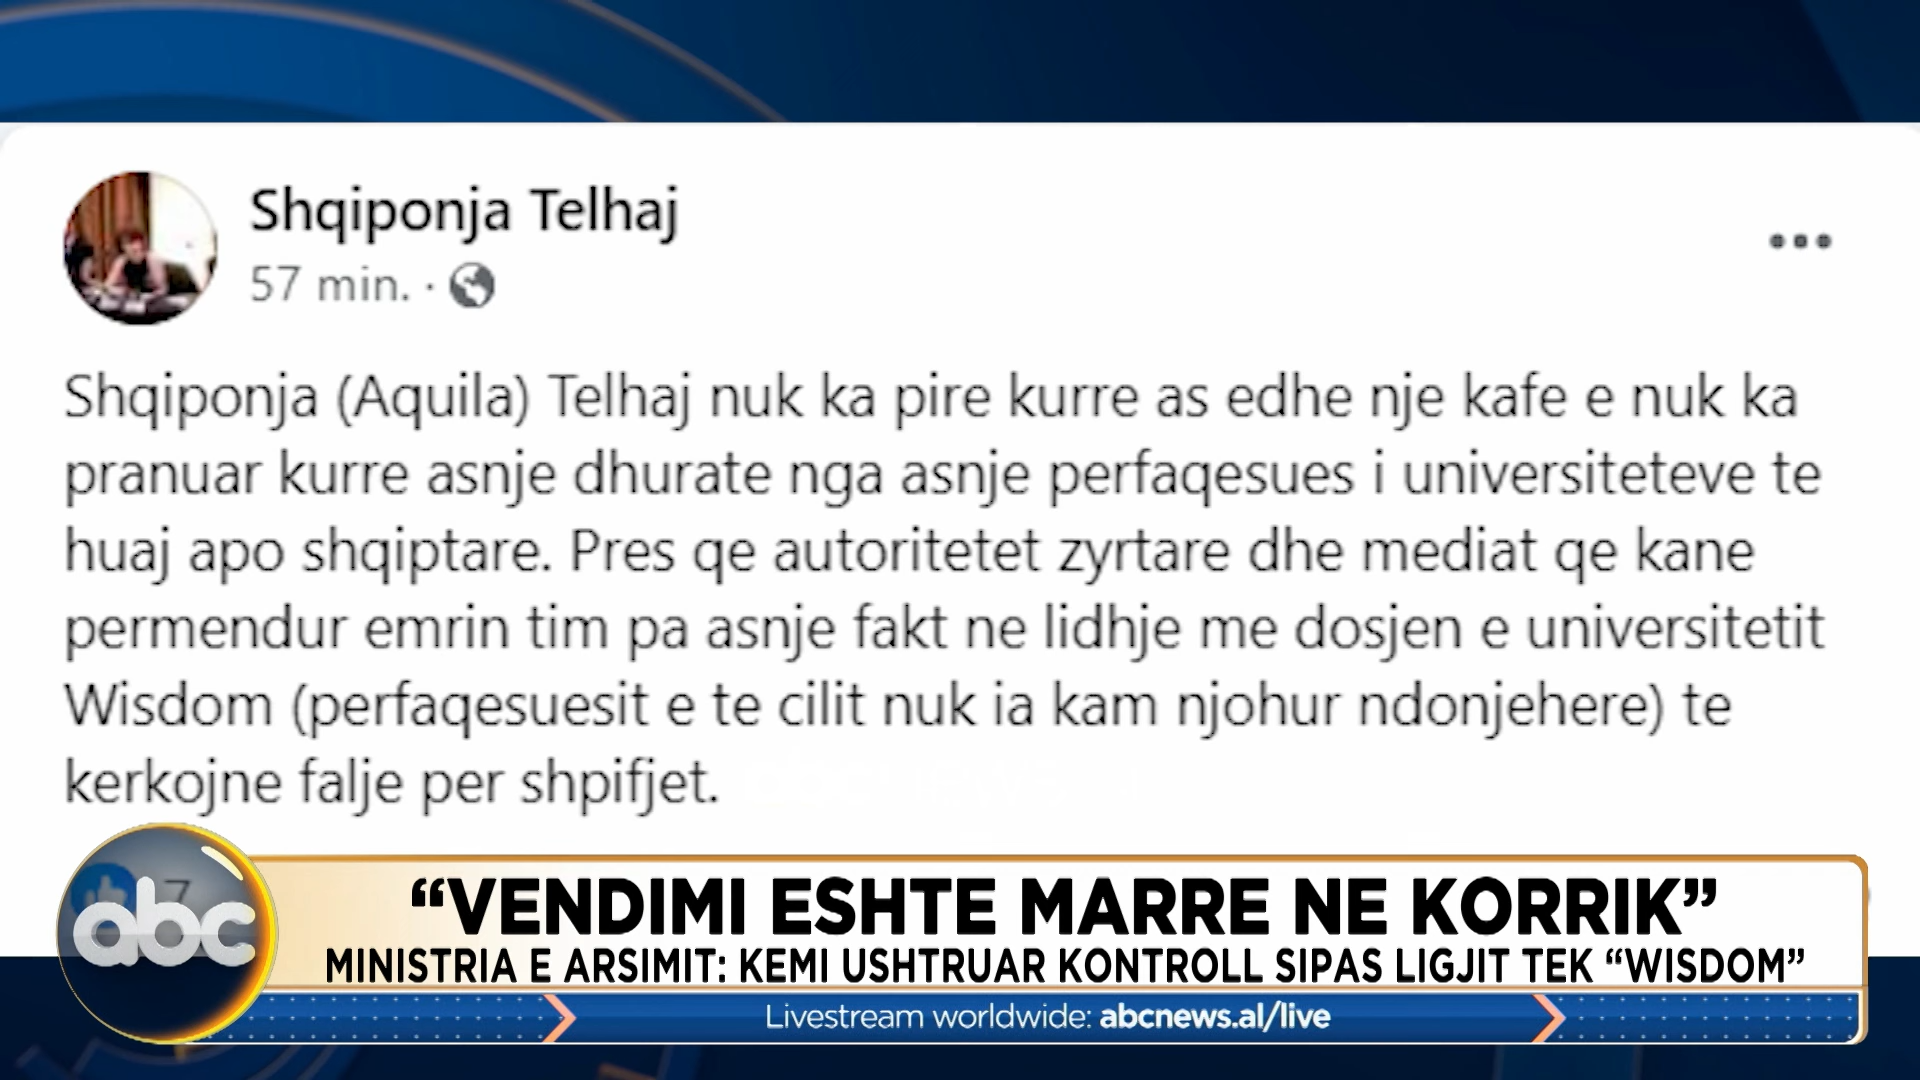 Shqiponja Telhaj
57 min. ·
Shqiponja (Aquila) Telhaj nuk ka pire kurre as edhe nje kafe e nuk ka
pranuar kurre asnje dhurate nga asnje perfaqesues i universiteteve te
huaj apo shqiptare. Pres qe autoritetet zyrtare dhe mediat qe kane
permendur emrin tim pa asnje fakt ne lidhje me dosjen e universitetit
Wisdom (perfaqesuesit e te cilit nuk ia kam njohur ndonjehere) te
kerkojne falje per shpifjet.
7
abc
“VENDIMI ESHTE MARRE NE KORRIK”
MINISTRIA E ARSIMIT: KEMI USHTRUAR KONTROLL SIPAS LIGJIT TEK “WISDOM”
Livestream worldwide: abcnews.al/live